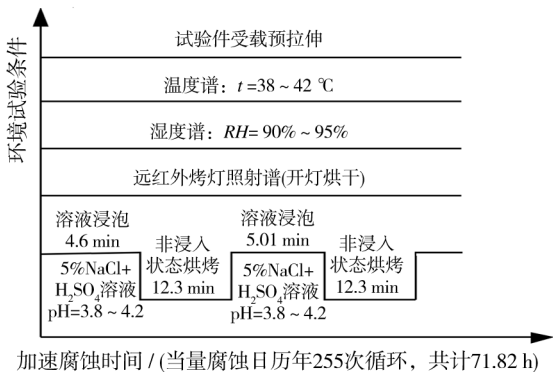 环境试验条件
试验件受载预拉伸
温度谱：t =38 ~ 42 ℃
湿度谱：RH= 90% ~ 95%
远红外烤灯照射谱(开灯烘干)
溶液浸泡
4.6 min
5%NaCl+
H₂SO₄溶液
pH=3.8 ~ 4.2
非浸入
状态烘烤
12.3 min
溶液浸泡
5.01 min
5%NaCl+
H₂SO₄溶液
pH=3.8 ~ 4.2
非浸入
状态烘烤
12.3 min
加速腐蚀时间 / (当量腐蚀日历年255次循环，共计71.82 h)